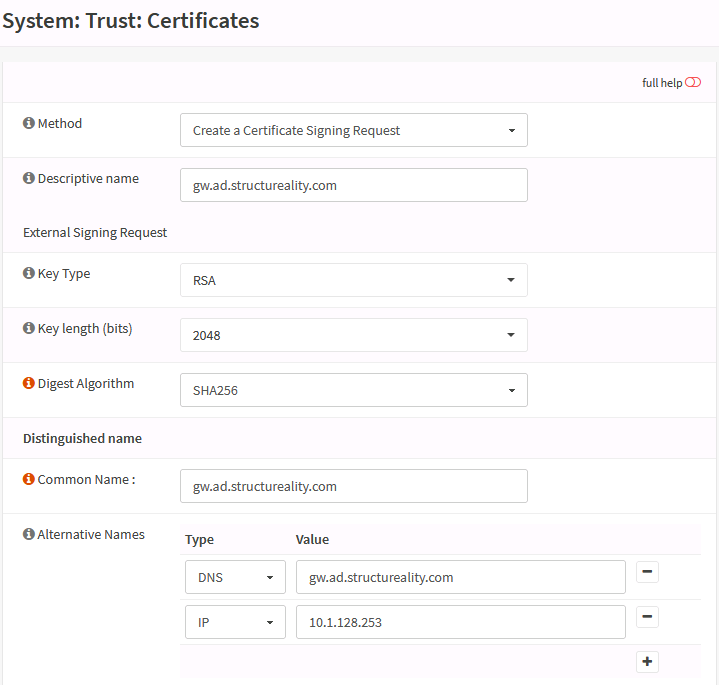 System: Trust: Certificates
full help
Method
Create a Certificate Signing Request
Descriptive name
gw.ad.structureality.com
External Signing Request
Key Type
RSA
Key length (bits)
2048
Digest Algorithm
SHA256
Distinguished name
Common Name :
gw.ad.structureality.com
Alternative Names
Type Value
DNS gw.ad.structureality.com
IP 10.1.128.253